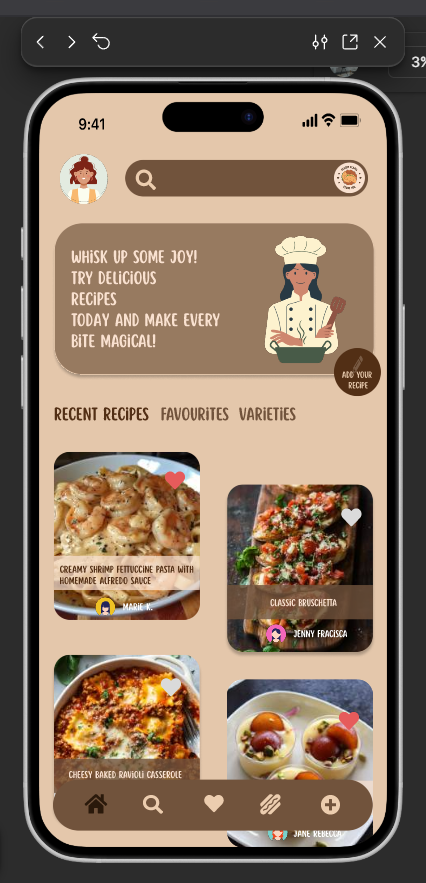 3%
9:41
WHISK UP SOME JOY!
TRY DELICIOUS
RECIPES
TODAY AND MAKE EVERY
BITE MAGICAL!
ADD YOUR
RECIPE
RECENT RECIPES FAVOURITES VARIETIES
CREAMY SHRIMP FETTUCCINE PASTA WITH
HOMEMADE ALFREDO SAUCE
MARIE K.
CLASSIC BRUSCHETTA
JENNY FRACISCA
CHEESY BAKED RAVIOLI CASSEROLE
JANE REBECCA